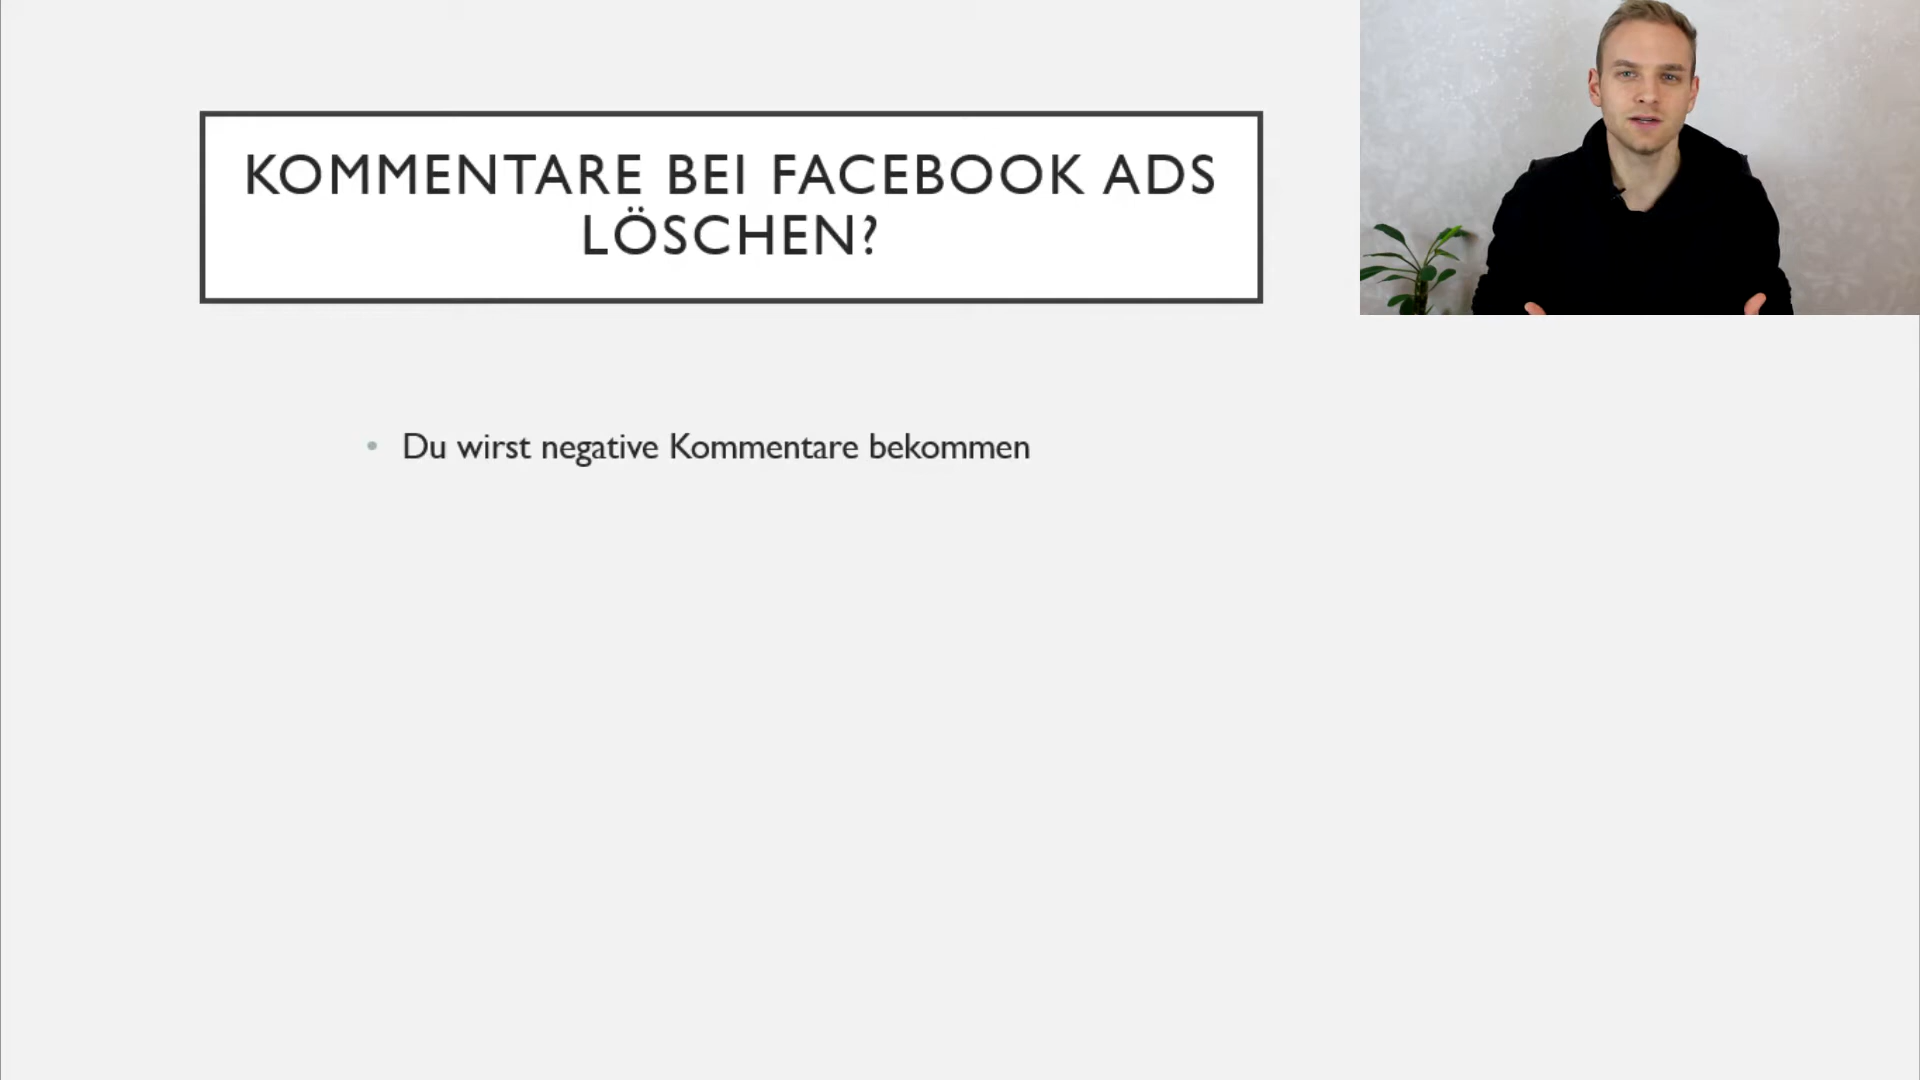 KOMMENTARE BEI FACEBOOK ADS
LÖSCHEN?
• Du wirst negative Kommentare bekommen